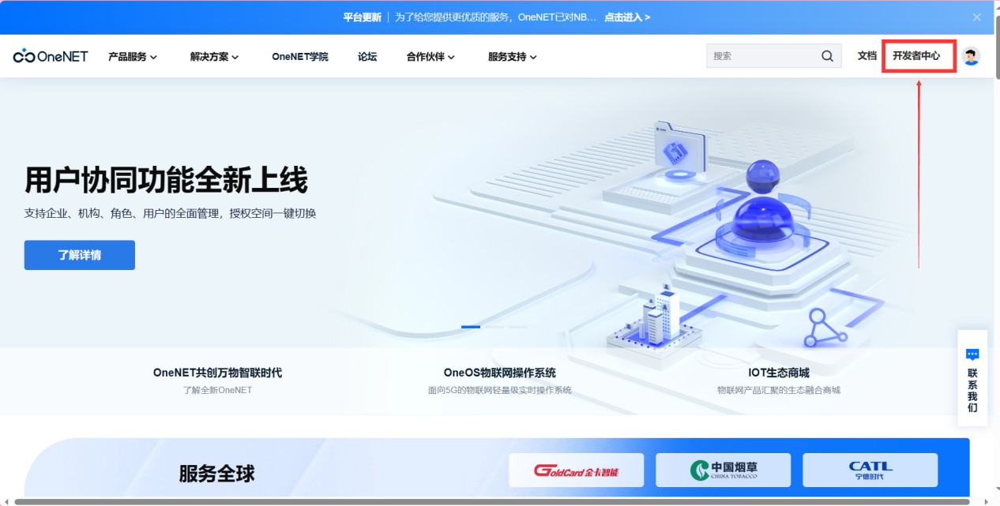 平台更新 为了给您提供更优质的服务，OneNET已对NB... 点击进入 >
OneNET 产品服务 解决方案 OneNET学院 论坛 合作伙伴 服务支持 搜索 文档 开发者中心
用户协同功能全新上线
支持企业、机构、角色、用户的全面管理，授权空间一键切换
了解详情
OneNET共创万物智联时代 OneOS物联网操作系统 IOT生态商城
了解全新OneNET 面向5G的物联网轻量级实时操作系统 物联网产品汇聚的生态融合商城
联系我们
服务全球 GOLDCARD 金卡智能 中国烟草 CHINA TOBACCO CATL 宁德时代